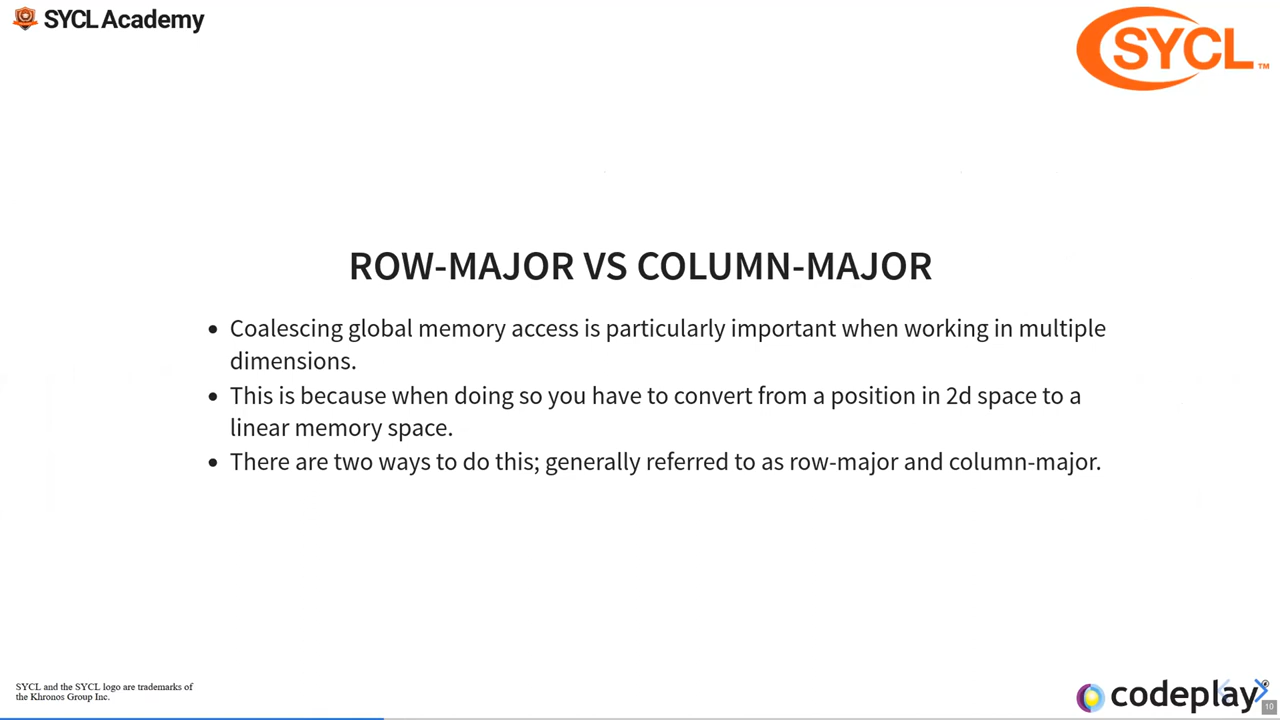 SYCL Academy
SYCL™
ROW-MAJOR VS COLUMN-MAJOR
• Coalescing global memory access is particularly important when working in multiple
dimensions.
• This is because when doing so you have to convert from a position in 2d space to a
linear memory space.
• There are two ways to do this; generally referred to as row-major and column-major.
SYCL and the SYCL logo are trademarks of
the Khronos Group Inc.
codeplay®
10